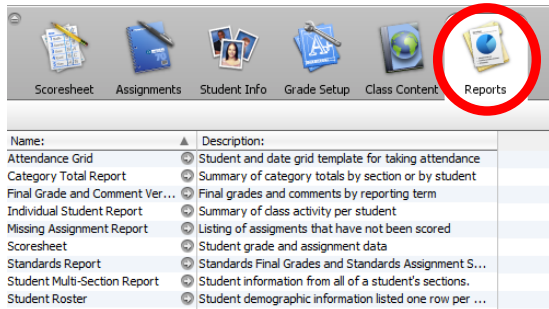 Scoresheet Assignments Student Info Grade Setup Class Content Reports
Name: Description:
Attendance Grid Student and date grid template for taking attendance
Category Total Report Summary of category totals by section or by student
Final Grade and Comment Ver... Final grades and comments by reporting term
Individual Student Report Summary of class activity per student
Missing Assignment Report Listing of assigments that have not been scored
Scoresheet Student grade and assignment data
Standards Report Standards Final Grades and Standards Assignment S...
Student Multi-Section Report Student information from all of a student's sections.
Student Roster Student demographic information listed one row per ...